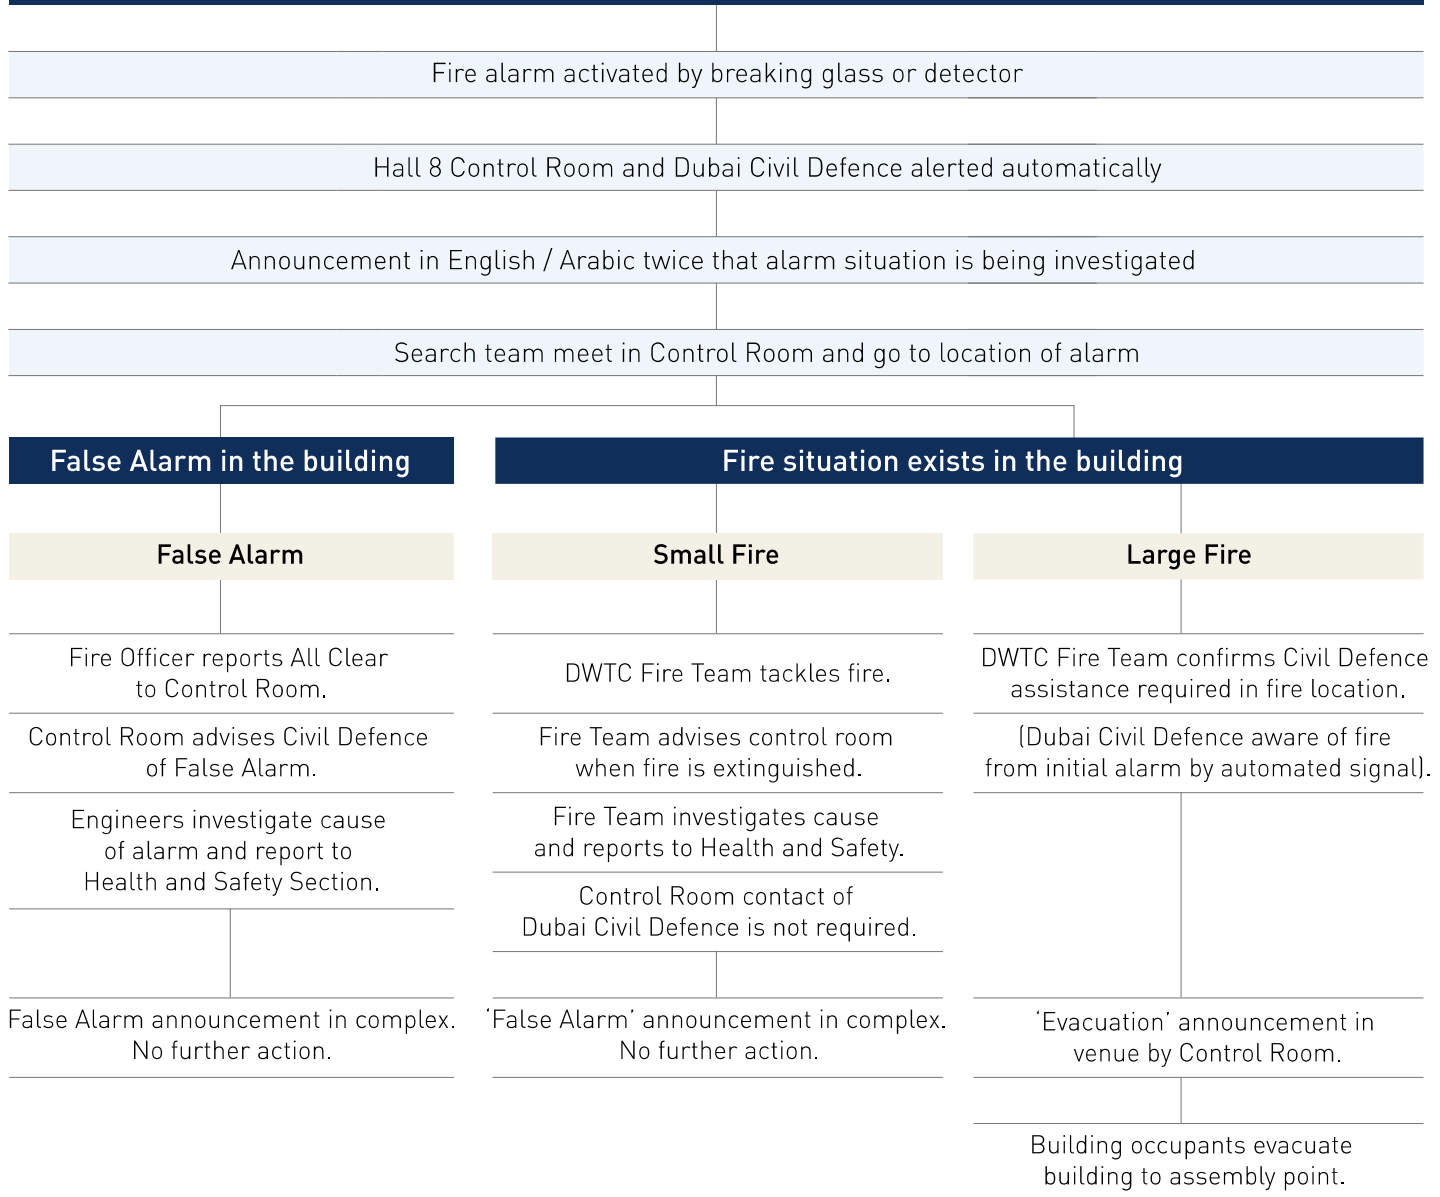 Fire alarm activated by breaking glass or detector
Hall 8 Control Room and Dubai Civil Defence alerted automatically
Announcement in English / Arabic twice that alarm situation is being investigated
Search team meet in Control Room and go to location of alarm
False Alarm in the building
Fire situation exists in the building
False Alarm
Small Fire
Large Fire
Fire Officer reports All Clear
to Control Room.
Control Room advises Civil Defence
of False Alarm.
Engineers investigate cause
of alarm and report to
Health and Safety Section.
False Alarm announcement in complex.
No further action.
DWTC Fire Team tackles fire.
Fire Team advises control room
when fire is extinguished.
Fire Team investigates cause
and reports to Health and Safety.
Control Room contact of
Dubai Civil Defence is not required.
‘False Alarm’ announcement in complex.
No further action.
DWTC Fire Team confirms Civil Defence
assistance required in fire location.
(Dubai Civil Defence aware of fire
from initial alarm by automated signal).
‘Evacuation’ announcement in
venue by Control Room.
Building occupants evacuate
building to assembly point.